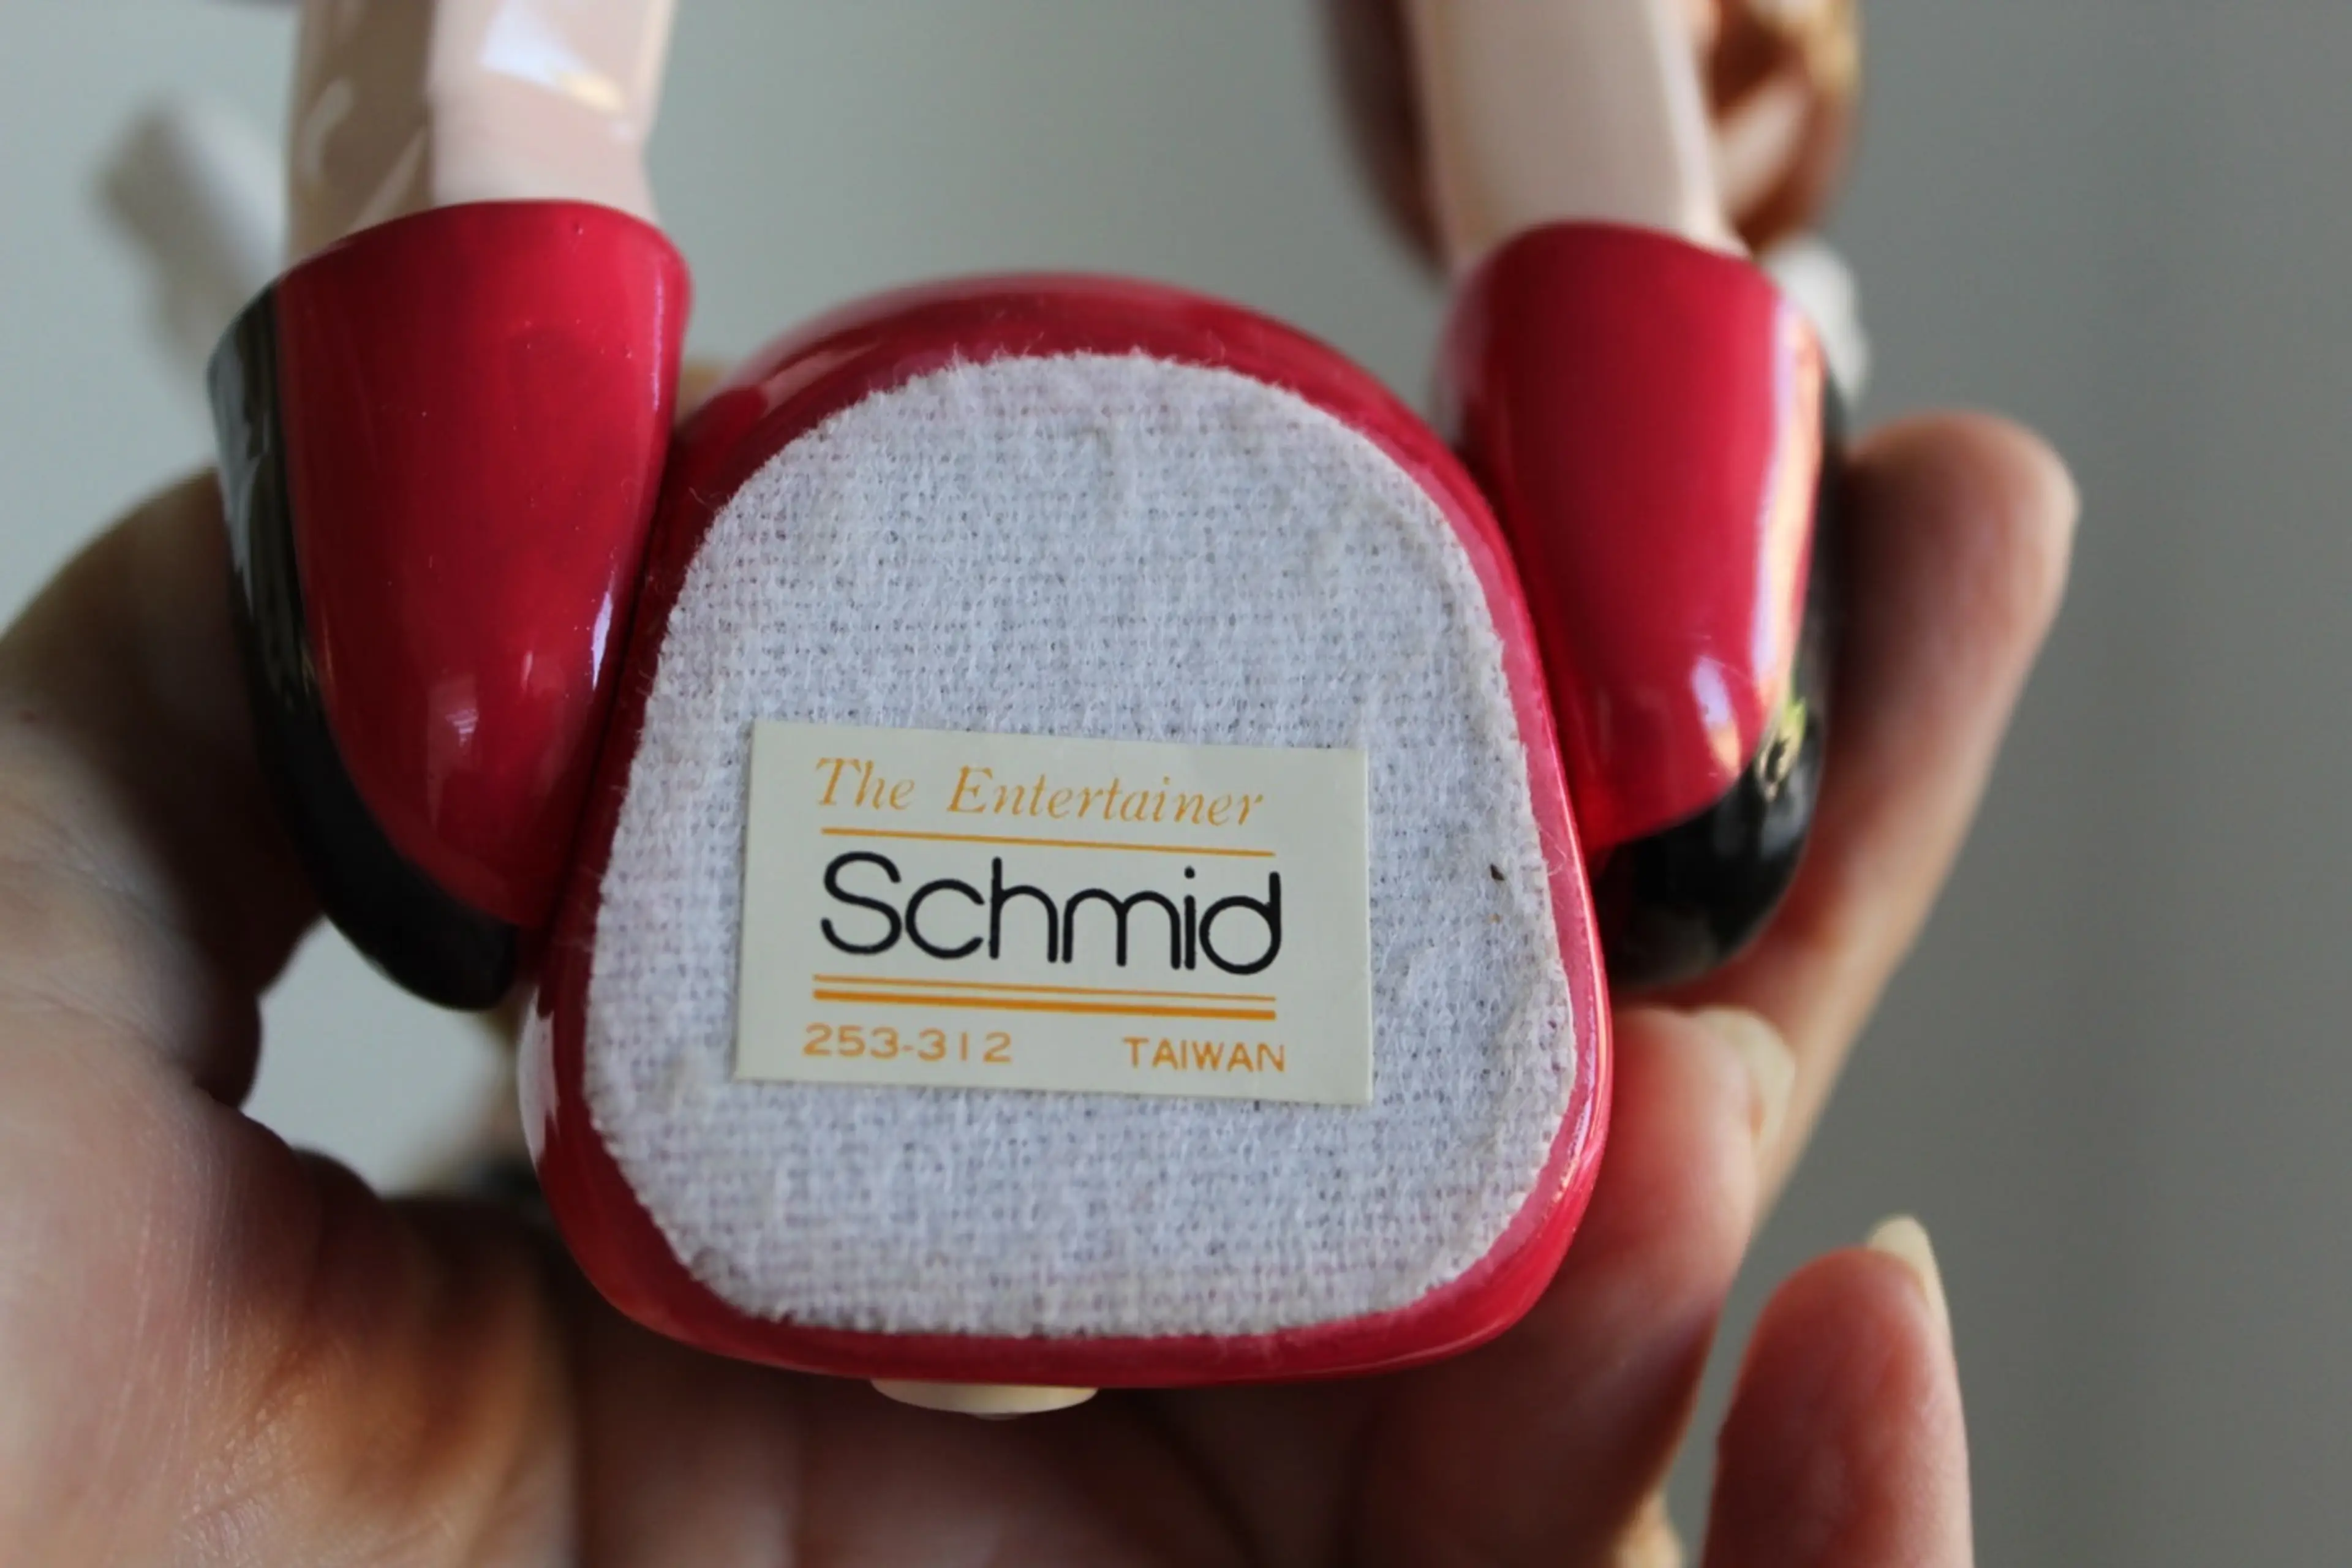 The Entertainer
Schmid
253-312 TAIWAN